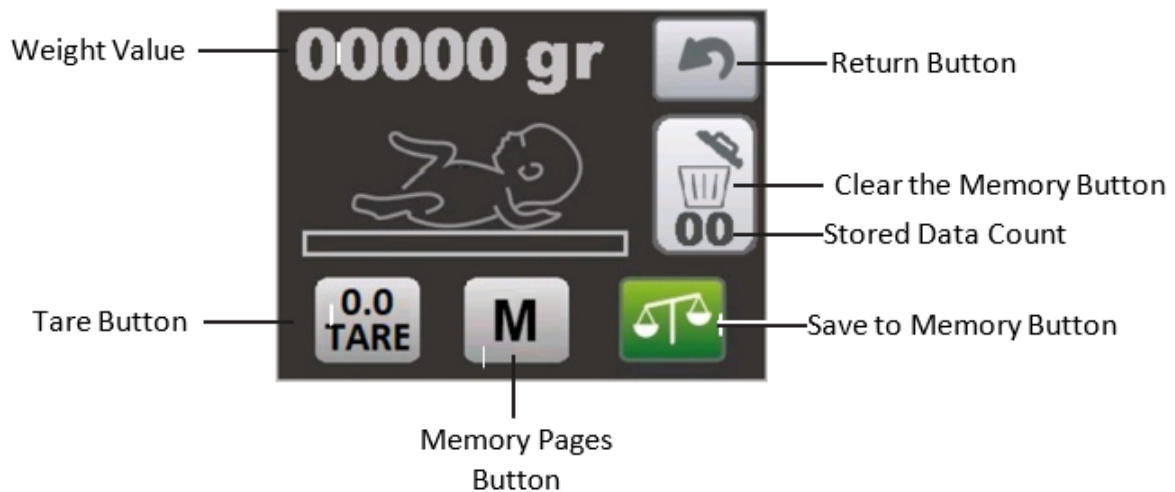 Weight Value
00000 gr
Return Button
Clear the Memory Button
00
Stored Data Count
Tare Button
0.0
TARE
M
Save to Memory Button
Memory Pages
Button